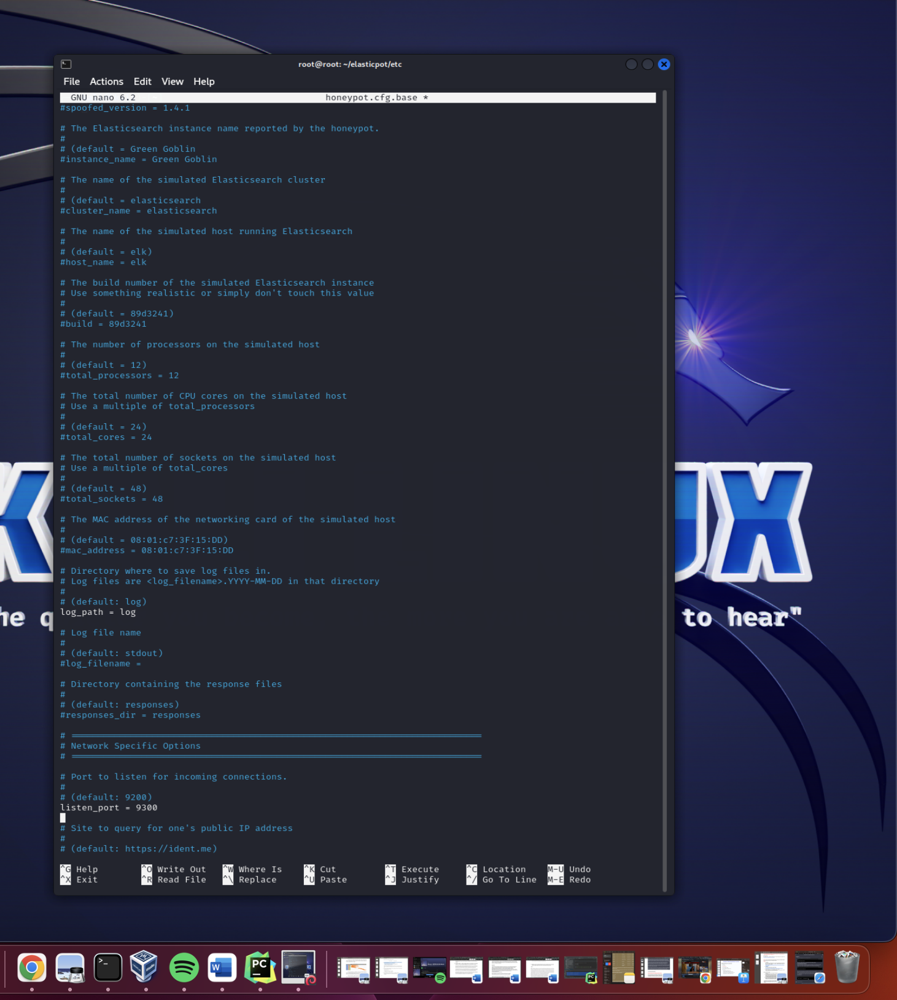 root@root: ~/elasticpot/etc
File Actions Edit View Help
GNU nano 6.2 honeypot.cfg.base *
#spoofed_version = 1.4.1
# The Elasticsearch instance name reported by the honeypot.
#
# (default = Green Goblin
#instance_name = Green Goblin
# The name of the simulated Elasticsearch cluster
#
# (default = elasticsearch
#cluster_name = elasticsearch
# The name of the simulated host running Elasticsearch
#
# (default = elk)
#host_name = elk
# The build number of the simulated Elasticsearch instance
# Use something realistic or simply don't touch this value
#
# (default = 89d3241)
#build = 89d3241
# The number of processors on the simulated host
#
# (default = 12)
#total_processors = 12
# The total number of CPU cores on the simulated host
# Use a multiple of total_processors
#
# (default = 24)
#total_cores = 24
# The total number of sockets on the simulated host
# Use a multiple of total_cores
#
# (default = 48)
#total_sockets = 48
# The MAC address of the networking card of the simulated host
#
# (default = 08:01:c7:3F:15:DD)
#mac_address = 08:01:c7:3F:15:DD
# Directory where to save log files in.
# Log files are <log_filename>.YYYY-MM-DD in that directory
#
# (default: log)
log_path = log
# Log file name
#
# (default: stdout)
#log_filename =
# Directory containing the response files
#
# (default: responses)
#responses_dir = responses
# ============================================================================
# Network Specific Options
# ============================================================================
# Port to listen for incoming connections.
#
# (default: 9200)
listen_port = 9300
# Site to query for one's public IP address
#
# (default: https://ident.me)
^G Help ^O Write Out ^W Where Is ^K Cut ^T Execute ^C Location M-U Undo
^X Exit ^R Read File ^\ Replace ^U Paste ^J Justify ^/ Go To Line M-E Redo
K UX
he q to hear"
>_
W
PC